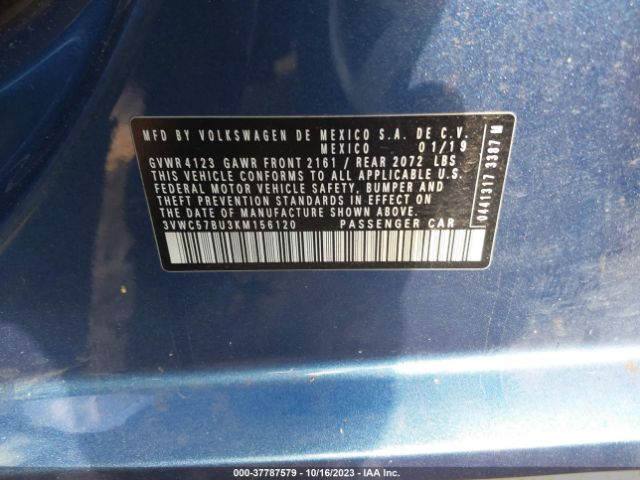 MFD BY VOLKSWAGEN DE MEXICO S.A. DE C.V.
MEXICO 01/19
GVWR 4123 GAWR FRONT 2161 / REAR 2072 LBS
THIS VEHICLE CONFORMS TO ALL APPLICABLE U.S.
FEDERAL MOTOR VEHICLE SAFETY, BUMPER AND
THEFT PREVENTION STANDARDS IN EFFECT ON
THE DATE OF MANUFACTURE SHOWN ABOVE.
3VWC57BU3KM156120 PASSENGER CAR
0441317 3387 M
000-37787579 - 10/16/2023 - IAA Inc.